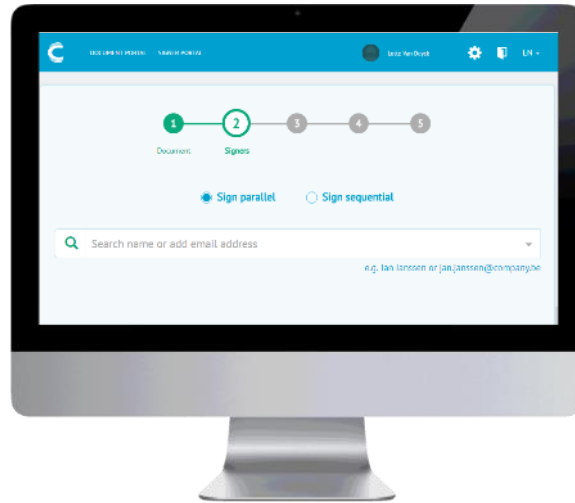 DOCUMENT PORTAL SIGNER PORTAL
EN
1 2 3 4 5
Document Signers
Sign parallel Sign sequential
Search name or add email address
e.g. Jan Janssen or jan.janssen@company.be